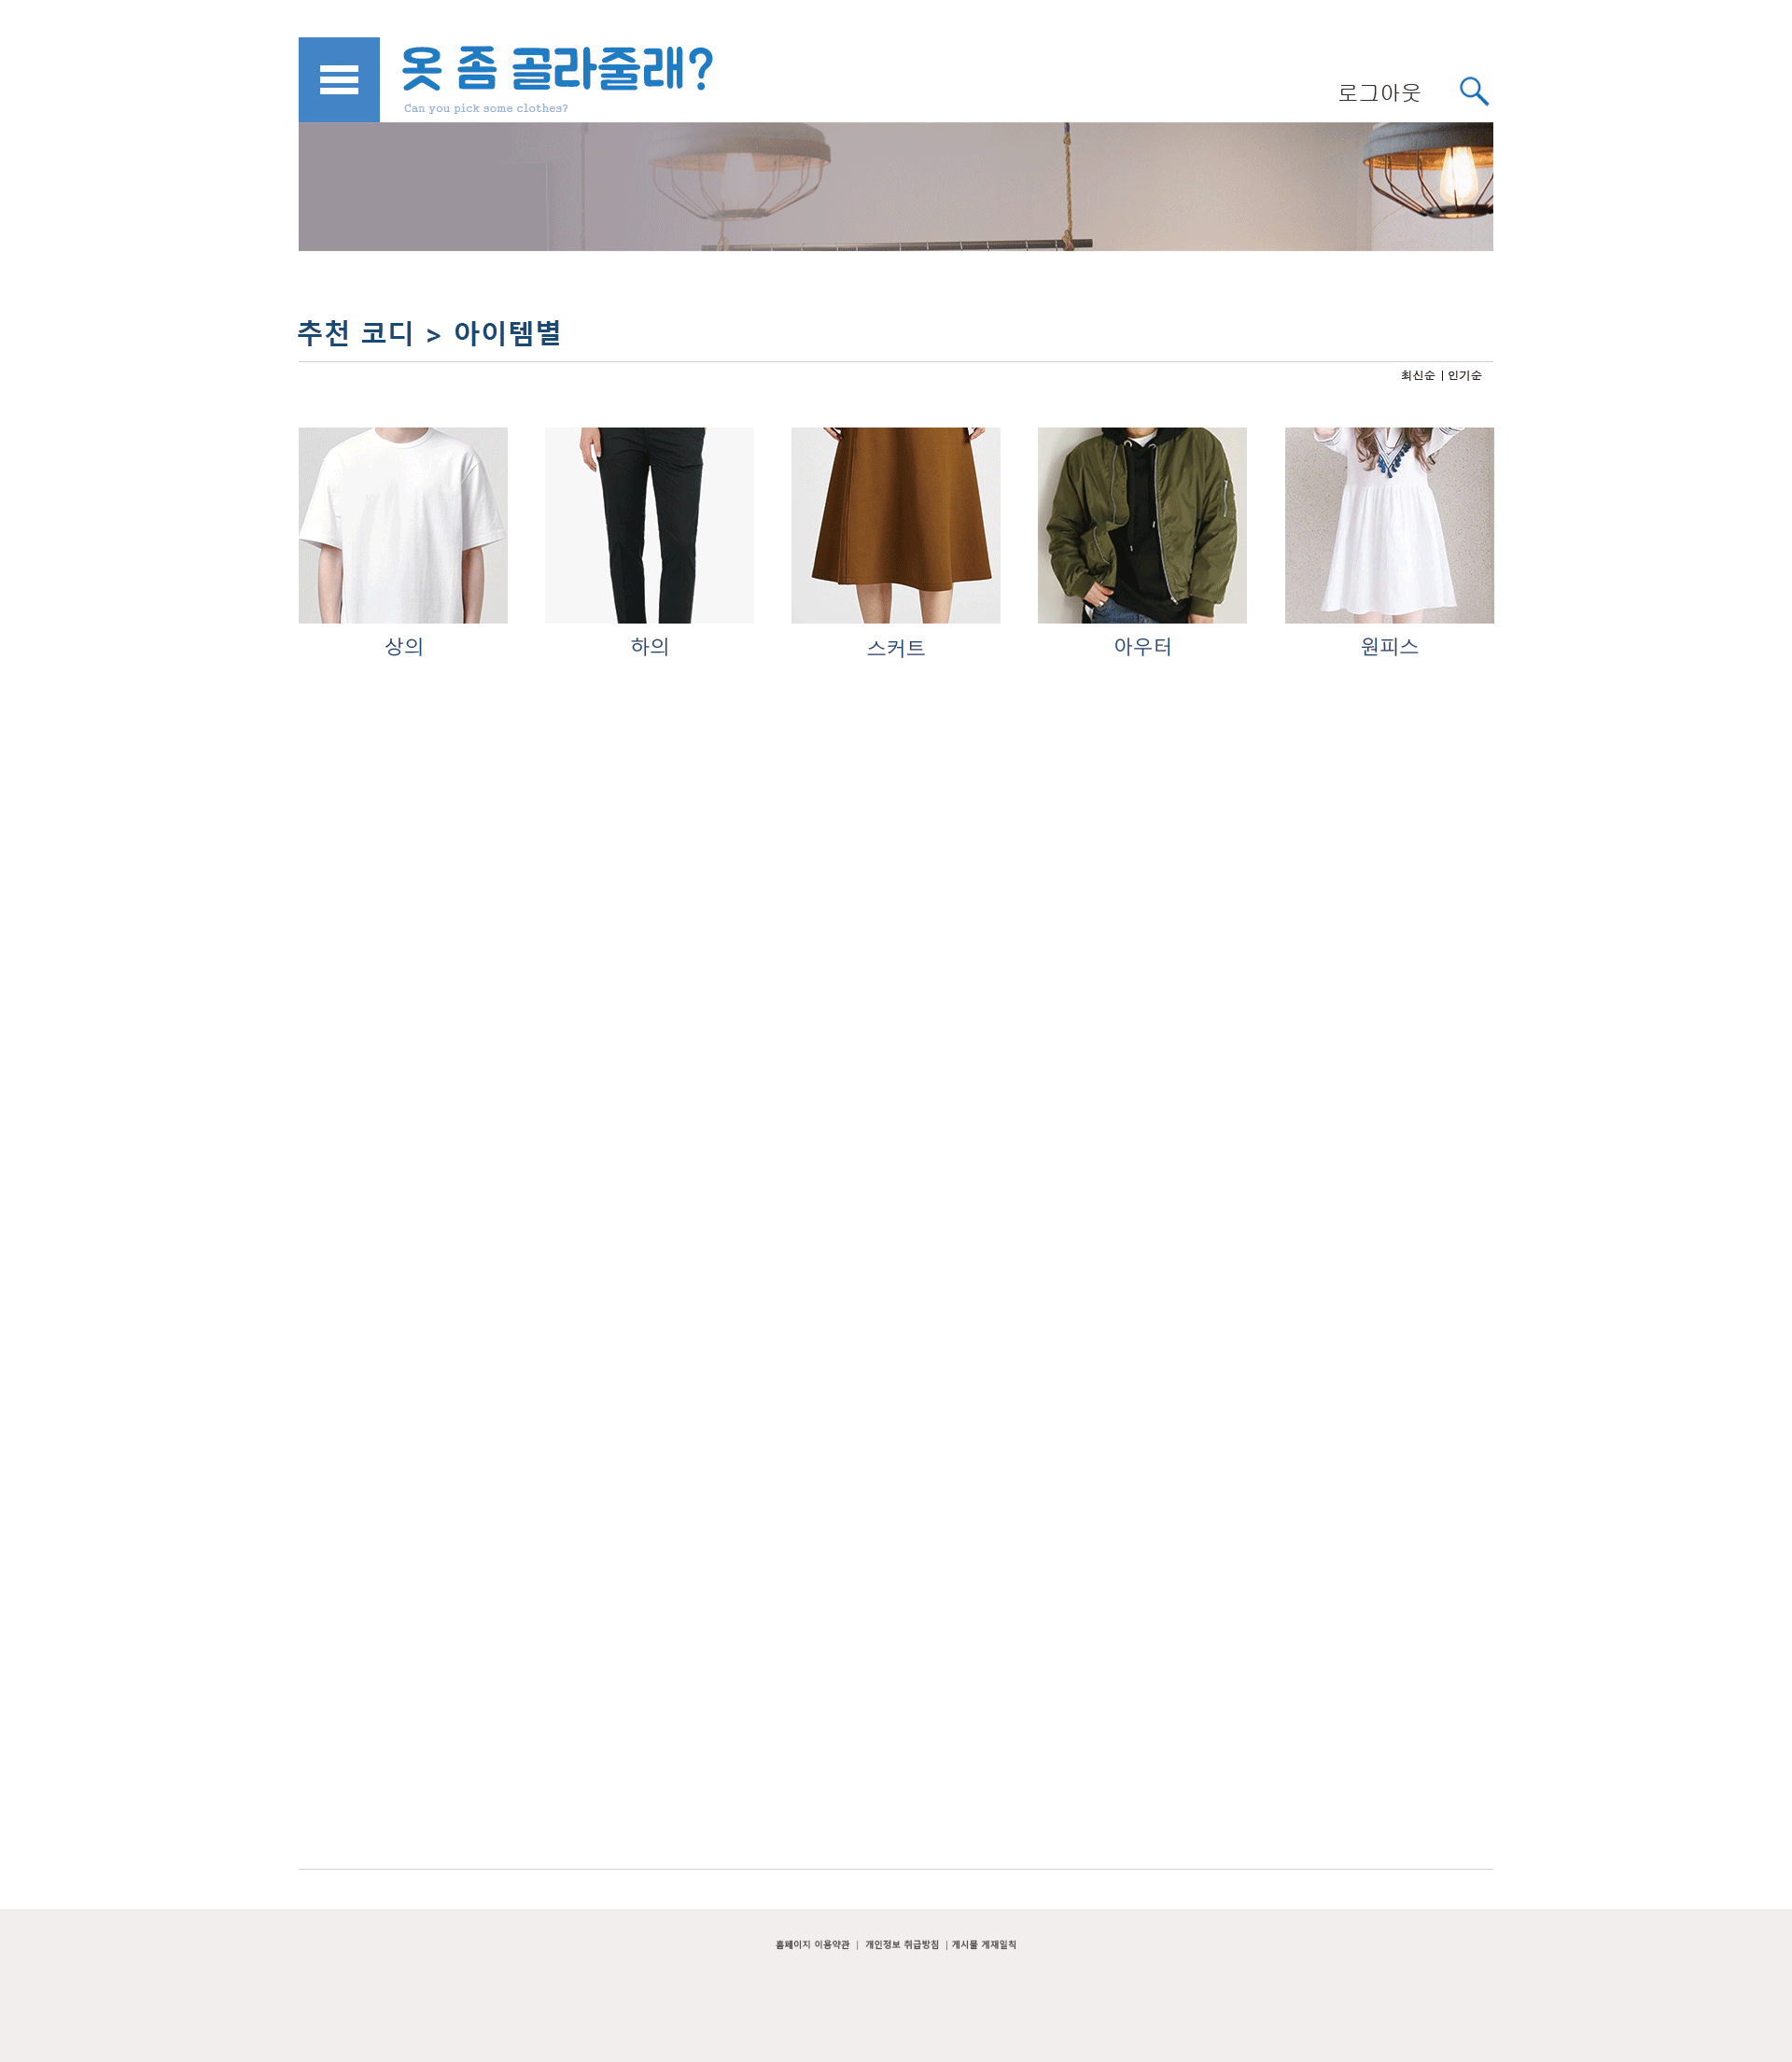 옷 좀 골라줄래?
Can you pick some clothes?
로그아웃
추천 코디 > 아이템별
최신순 | 인기순
상의
하의
스커트
아우터
원피스
홈페이지 이용약관 | 개인정보 취급방침 | 게시물 게재일칙